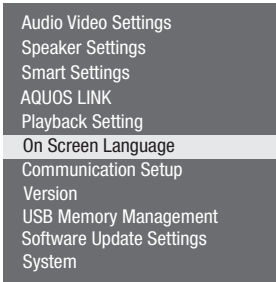 Audio Video Settings
Speaker Settings
Smart Settings
AQUOS LINK
Playback Setting
On Screen Language
Communication Setup
Version
USB Memory Management
Software Update Settings
System